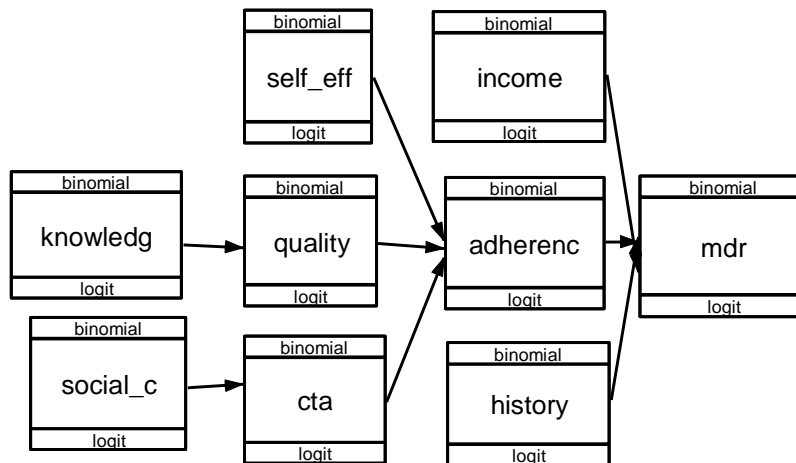 binomial
self_eff
logit
binomial
income
logit
binomial
knowledg
logit
binomial
quality
logit
binomial
adherenc
logit
binomial
mdr
logit
binomial
social_c
logit
binomial
cta
logit
binomial
history
logit